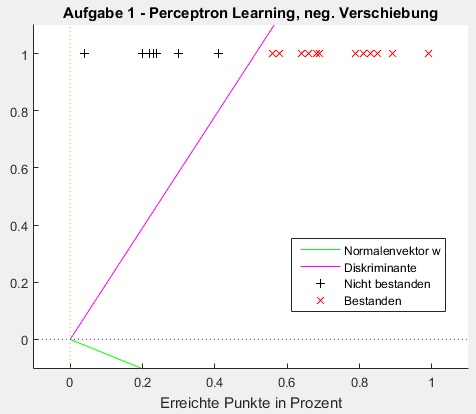 Aufgabe 1 - Perceptron Learning, neg. Verschiebung
1
0.8
0.6
0.4
0.2
0
0
0.2
0.4
0.6
0.8
1
Normalenvektor w
Diskriminante
Nicht bestanden
Bestanden
Erreichte Punkte in Prozent